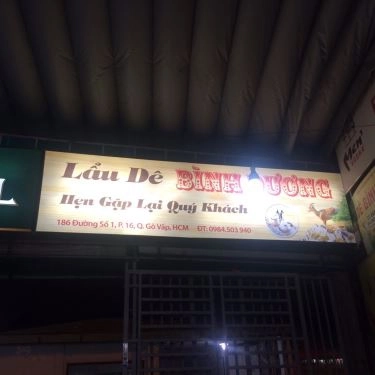 Lẩu Dê BÌNH DƯƠNG
Hẹn Gặp Lại Quý Khách
186 Đường Số 1, P. 16, Q. Gò Vấp, HCM ĐT: 0984.503 940
L